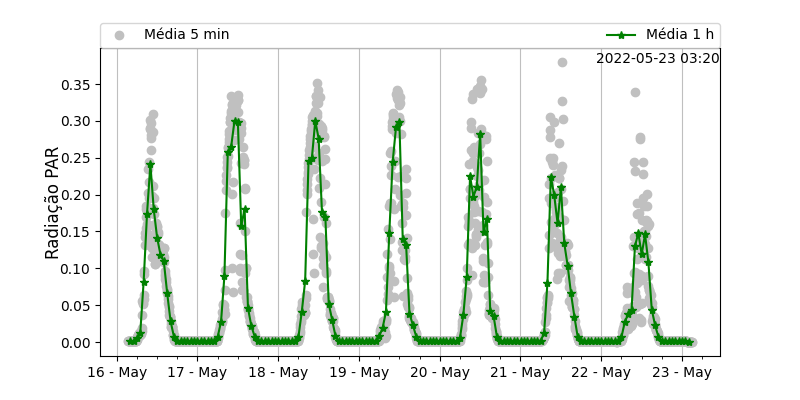 Média 5 min
Média 1 h
2022-05-23 03:20
Radiação PAR
0.35
0.30
0.25
0.20
0.15
0.10
0.05
0.00
16 - May
17 - May
18 - May
19 - May
20 - May
21 - May
22 - May
23 - May